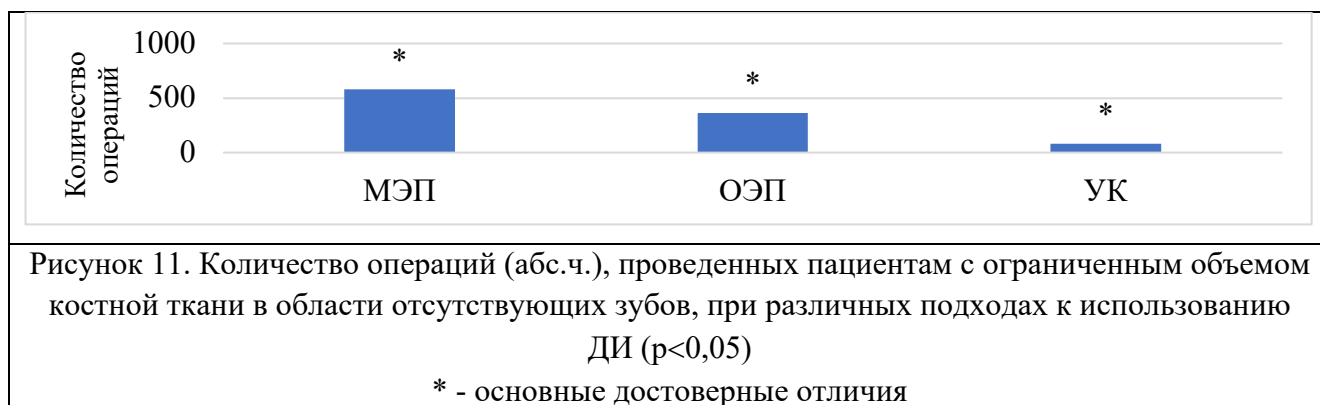 Количество
операций
1000
500
0
*
*
*
МЭП
ОЭП
УК
Рисунок 11. Количество операций (абс.ч.), проведенных пациентам с ограниченным объемом
костной ткани в области отсутствующих зубов, при различных подходах к использованию
ДИ (p<0,05)
* - основные достоверные отличия